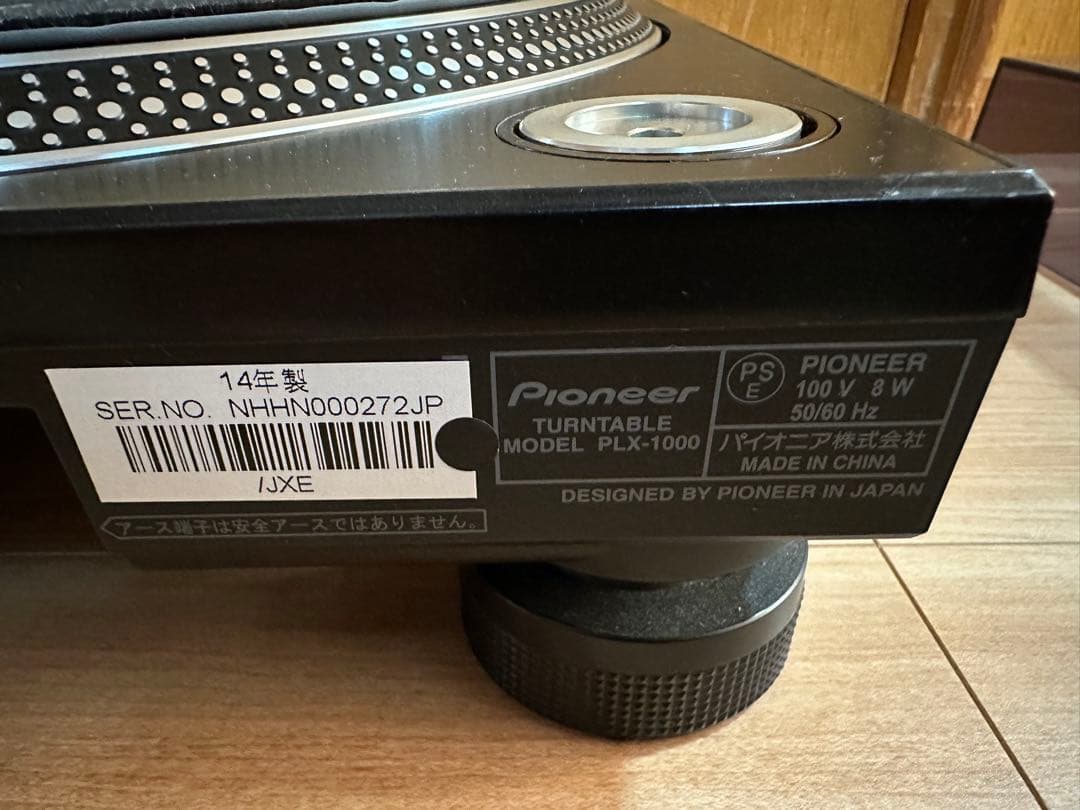 14年製
SER.NO. NHHN000272JP
/JXE
アース端子は安全アースではありません。
Pioneer
TURNTABLE
MODEL PLX-1000
PS
E
PIONEER
100 V 8 W
50/60 Hz
パイオニア株式会社
MADE IN CHINA
DESIGNED BY PIONEER IN JAPAN